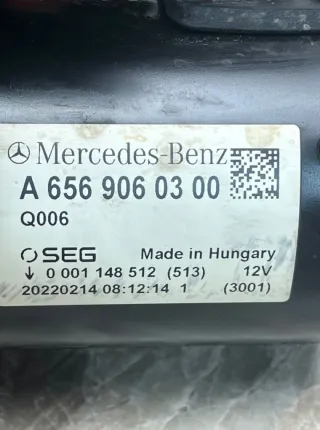 Mercedes-Benz
A 656 906 03 00
Q006
SEG Made in Hungary
↓ 0 001 148 512 (513) 12V
20220214 08:12:14 1 (3001)